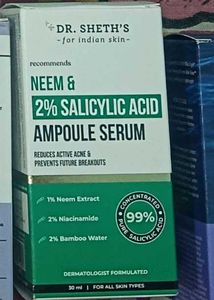 DR. SHETH'S
-for indian skin-
recommends
NEEM &
2% SALICYLIC ACID
AMPOULE SERUM
REDUCES ACTIVE ACNE &
PREVENTS FUTURE BREAKOUTS
1% Neem Extract
2% Niacinamide
2% Bamboo Water
CONCENTRATED
99%
PURE SALICYLIC ACID
DERMATOLOGIST FORMULATED
30 ml | FOR ALL SKIN TYPES